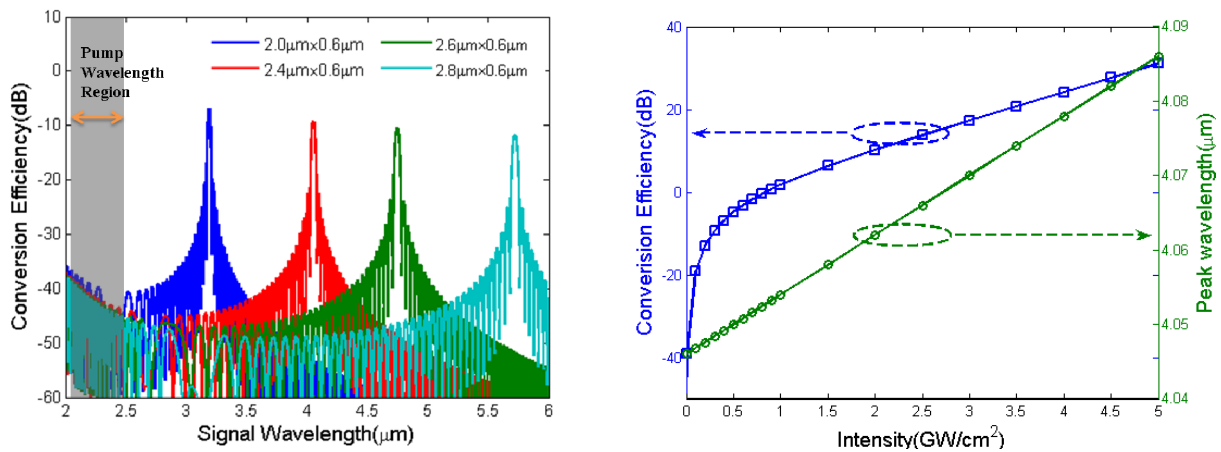 10
0
-10
-20
-30
-40
-50
-60
Conversion Efficiency(dB)
Pump
Wavelength
Region
2.0μm×0.6μm
2.4μm×0.6μm
2.6μm×0.6μm
2.8μm×0.6μm
2 2.5 3 3.5 4 4.5 5 5.5 6
Signal Wavelength(μm)
40
20
0
-20
-40
Converision Efficiency(dB)
4.09
4.08
4.07
4.06
4.05
4.04
Peak wavelength(μm)
0 0.5 1 1.5 2 2.5 3 3.5 4 4.5 5
Intensity(GW/cm²)